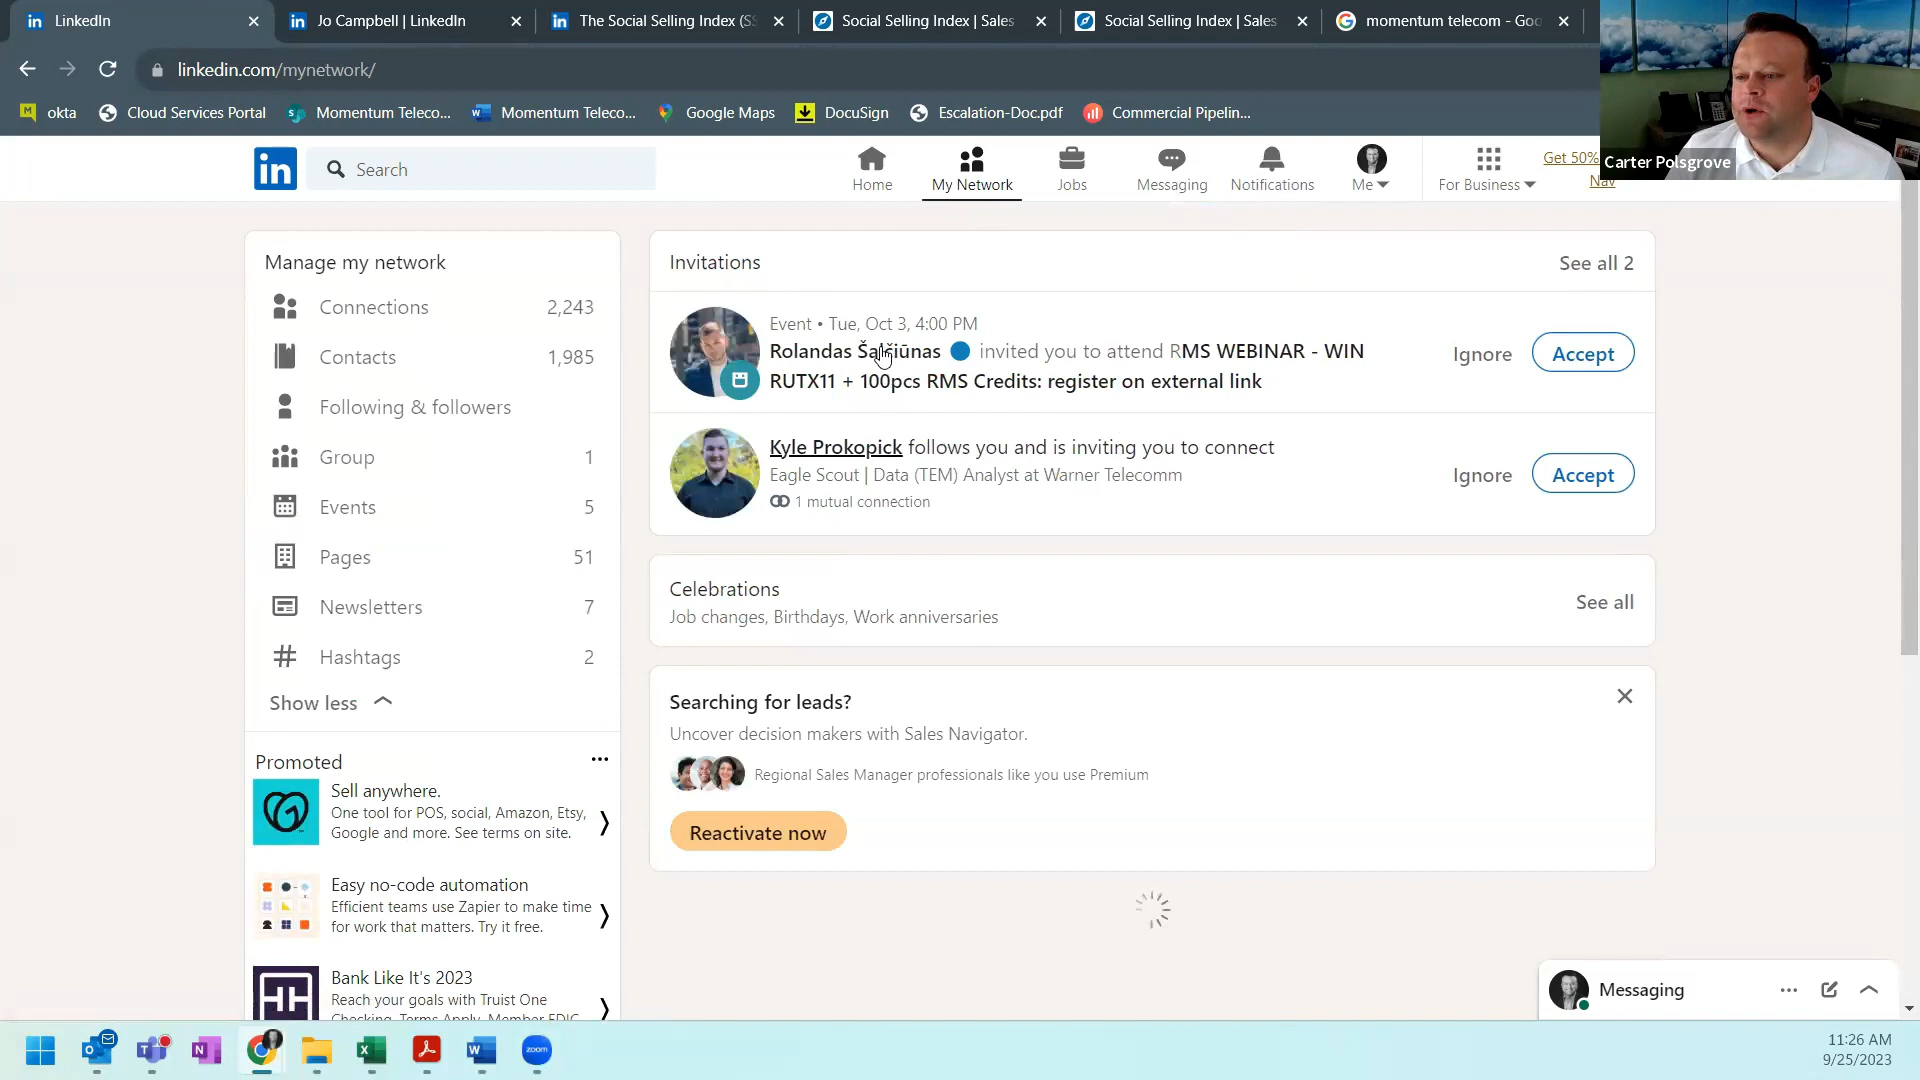 LinkedIn
Jo Campbell | LinkedIn
The Social Selling Index (SS
Social Selling Index | Sales
Social Selling Index | Sales
momentum telecom - Goo
linkedin.com/mynetwork/
okta
Cloud Services Portal
Momentum Teleco...
Momentum Teleco...
Google Maps
DocuSign
Escalation-Doc.pdf
Commercial Pipelin...
Carter Polsgrove
in
Search
Home
My Network
Jobs
Messaging
Notifications
Me
For Business
Get 50%
Nav
Manage my network
Connections 2,243
Contacts 1,985
Following & followers
Group 1
Events 5
Pages 51
Newsletters 7
Hashtags 2
Show less
Promoted
Sell anywhere.
One tool for POS, social, Amazon, Etsy,
Google and more. See terms on site.
Easy no-code automation
Efficient teams use Zapier to make time
for work that matters. Try it free.
Bank Like It's 2023
Reach your goals with Truist One
Checking. Terms Apply. Member FDIC
Invitations
See all 2
Event • Tue, Oct 3, 4:00 PM
Rolandas Šalčiūnas invited you to attend RMS WEBINAR - WIN
RUTX11 + 100pcs RMS Credits: register on external link
Ignore
Accept
Kyle Prokopick follows you and is inviting you to connect
Eagle Scout | Data (TEM) Analyst at Warner Telecomm
1 mutual connection
Ignore
Accept
Celebrations
Job changes, Birthdays, Work anniversaries
See all
Searching for leads?
Uncover decision makers with Sales Navigator.
Regional Sales Manager professionals like you use Premium
Reactivate now
Messaging
zoom
11:26 AM
9/25/2023